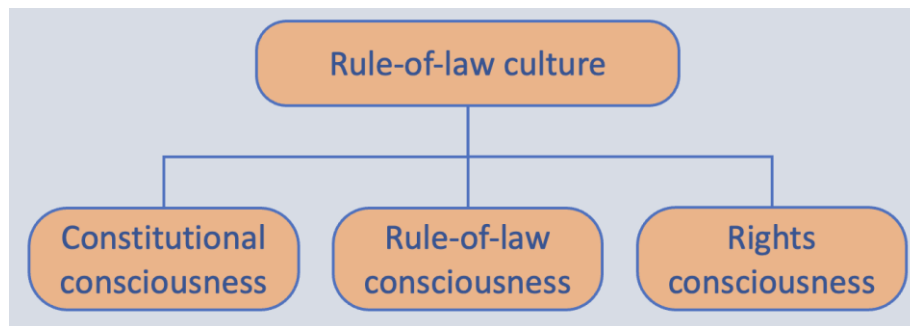 Rule-of-law culture
Constitutional
consciousness
Rule-of-law
consciousness
Rights
consciousness